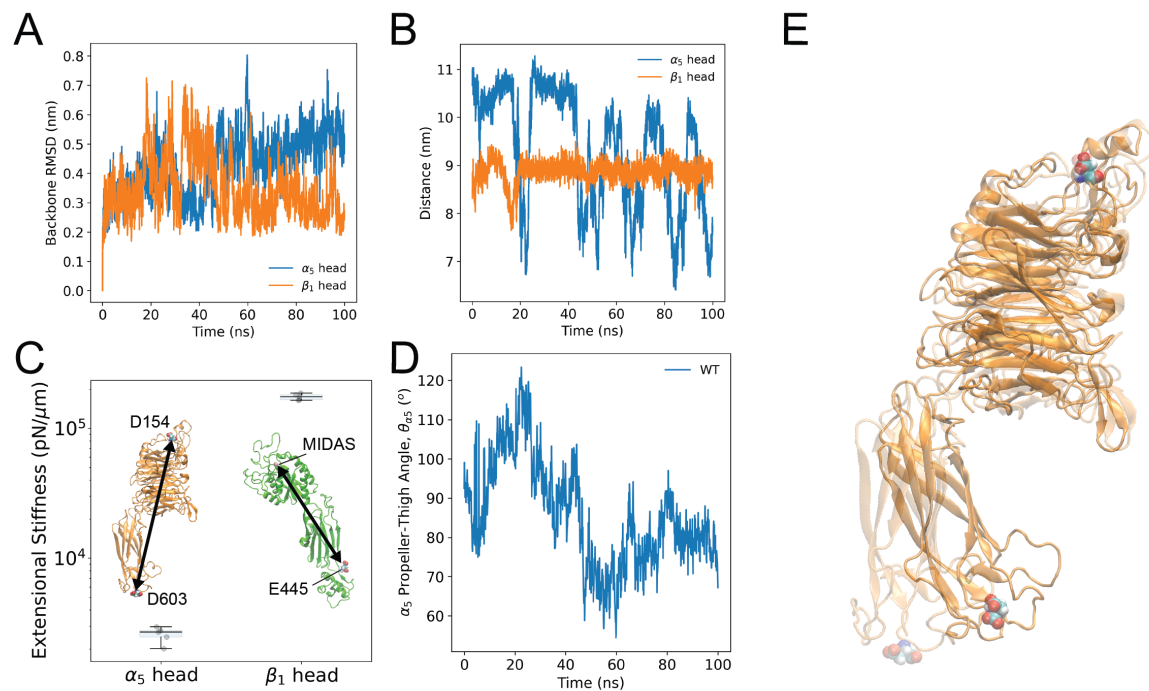 A
Backbone RMSD (nm)
0.8
0.7
0.6
0.5
0.4
0.3
0.2
0.1
0.0
α5 head
β1 head
0 20 40 60 80 100
Time (ns)
B
Distance (nm)
11
10
9
8
7
α5 head
β1 head
0 20 40 60 80 100
Time (ns)
C
Extensional Stiffness (pN/μm)
10^5
10^4
D154
D603
MIDAS
E445
α5 head
β1 head
D
α5 Propeller-Thigh Angle, θα5 (°)
120
110
100
90
80
70
60
WT
0 20 40 60 80 100
Time (ns)
E